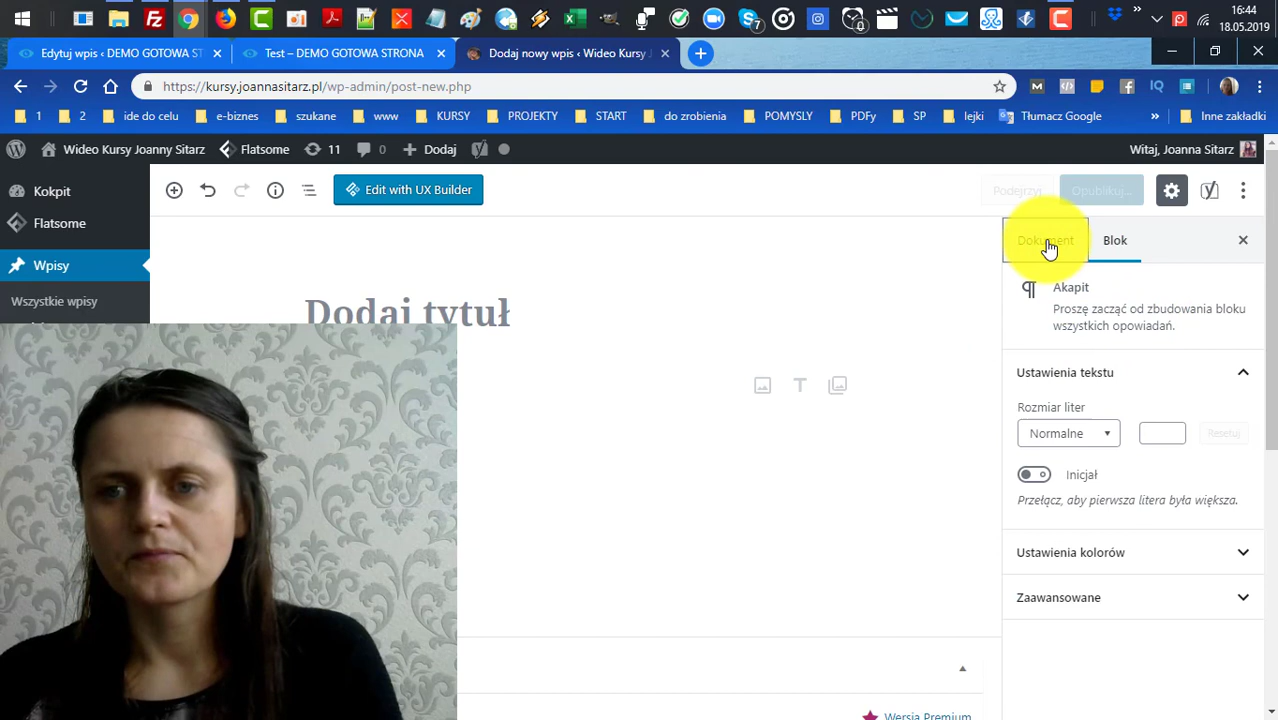 16:44
18.05.2019
Edytuj wpis ‹ DEMO GOTOWA ST
Test – DEMO GOTOWA STRONA
Dodaj nowy wpis ‹ Wideo Kursy J
https://kursy.joannasitarz.pl/wp-admin/post-new.php
1
2
ide do celu
e-biznes
szukane
www
KURSY
PROJEKTY
START
do zrobienia
POMYSLY
PDFy
SP
lejki
Tłumacz Google
Inne zakładki
Wideo Kursy Joanny Sitarz
Flatsome
11
0
Dodaj
Witaj, Joanna Sitarz
Kokpit
Edit with UX Builder
Podejrzyj
Opublikuj...
Flatsome
Dokument
Blok
Wpisy
Akapit
Wszystkie wpisy
Dodaj tytuł
Proszę zacząć od zbudowania bloku
wszystkich opowiadań.
Ustawienia tekstu
Rozmiar liter
Normalne
Resetuj
Inicjał
Przełącz, aby pierwsza litera była większa.
Ustawienia kolorów
Zaawansowane
Wersja Premium